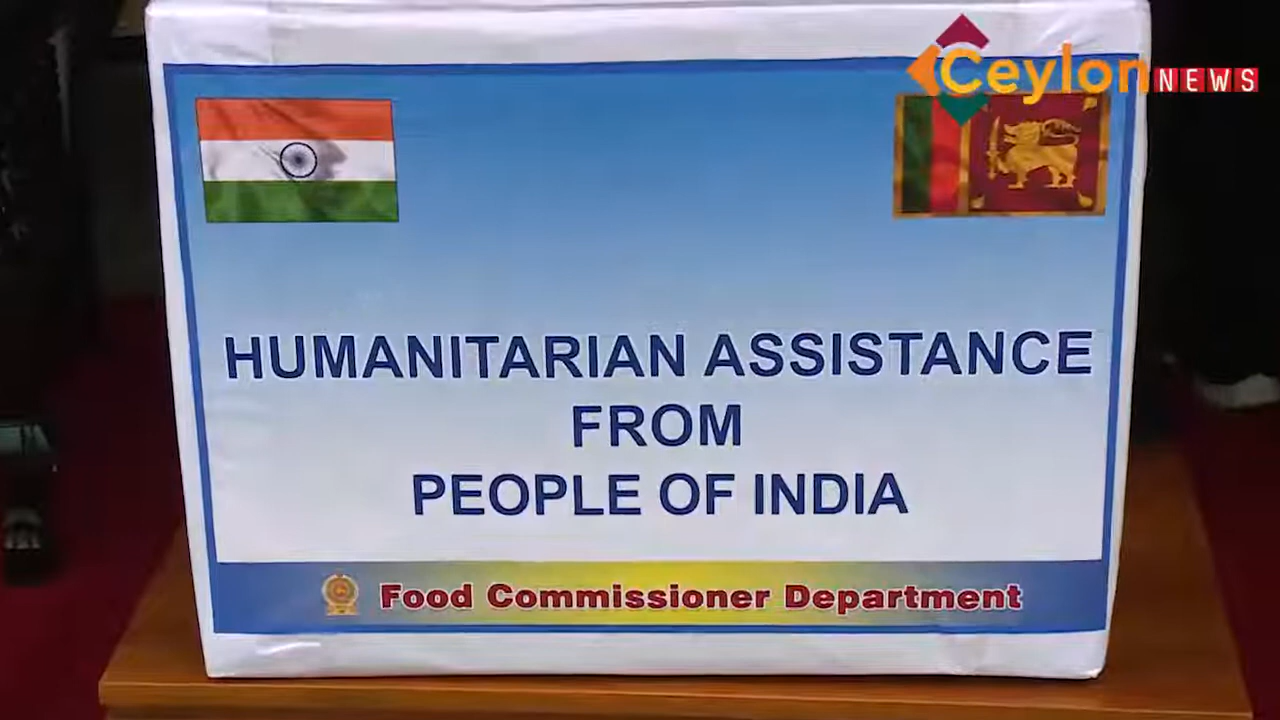 Ceylon NEWS
HUMANITARIAN ASSISTANCE
FROM
PEOPLE OF INDIA
Food Commissioner Department